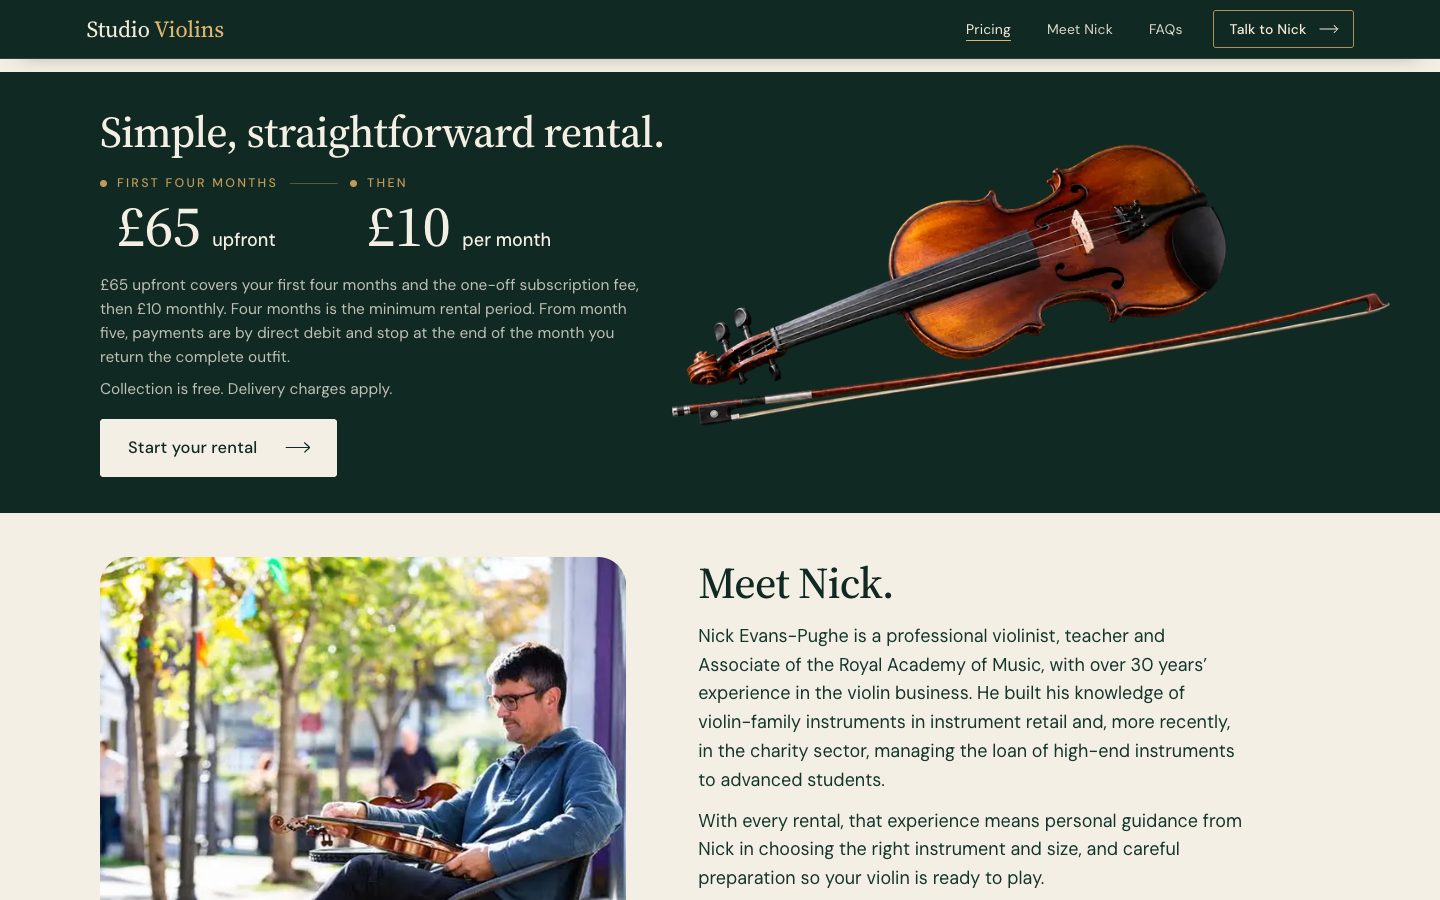 Studio Violins
Pricing
Meet Nick
FAQs
Talk to Nick
Simple, straightforward rental.
FIRST FOUR MONTHS
THEN
£65 upfront
£10 per month
£65 upfront covers your first four months and the one-off subscription fee,
then £10 monthly. Four months is the minimum rental period. From month
five, payments are by direct debit and stop at the end of the month you
return the complete outfit.
Collection is free. Delivery charges apply.
Start your rental
Meet Nick.
Nick Evans-Pughe is a professional violinist, teacher and
Associate of the Royal Academy of Music, with over 30 years’
experience in the violin business. He built his knowledge of
violin-family instruments in instrument retail and, more recently,
in the charity sector, managing the loan of high-end instruments
to advanced students.
With every rental, that experience means personal guidance from
Nick in choosing the right instrument and size, and careful
preparation so your violin is ready to play.